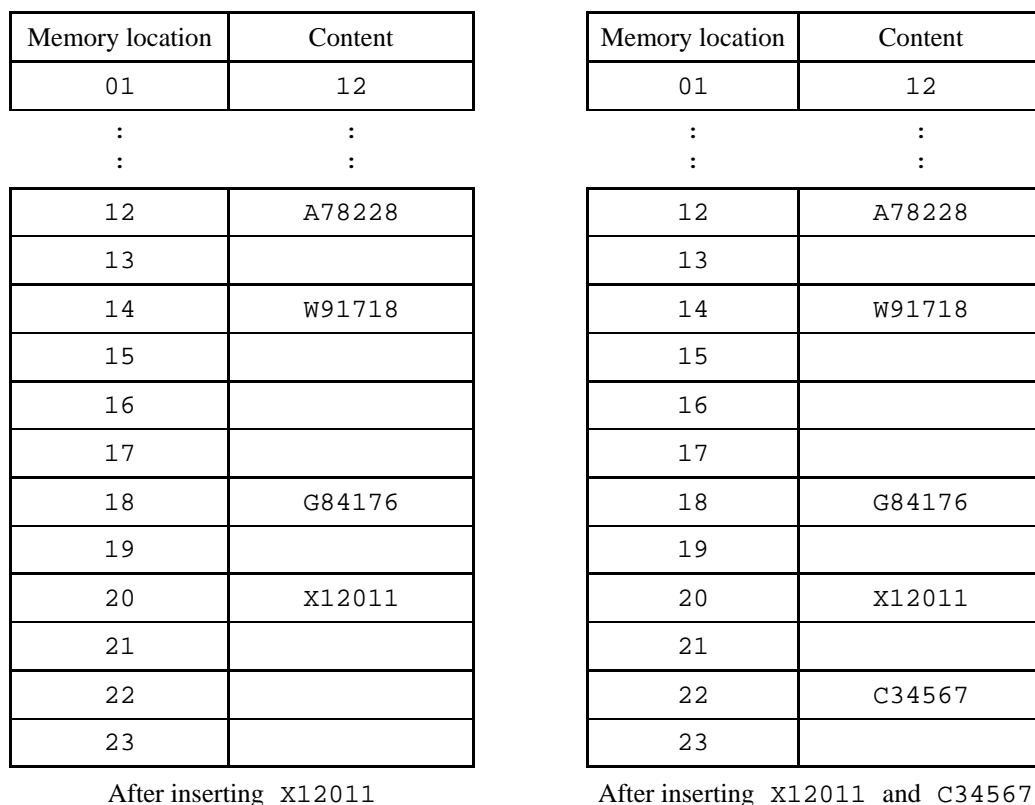 Memory location Content
01 12
: :
: :
12 A78228
13
14 W91718
15
16
17
18 G84176
19
20 X12011
21
22
23
After inserting X12011
Memory location Content
01 12
: :
: :
12 A78228
13
14 W91718
15
16
17
18 G84176
19
20 X12011
21
22 C34567
23
After inserting X12011 and C34567